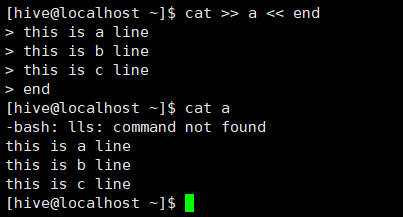 [hive@localhost ~]$ cat >> a << end
> this is a line
> this is b line
> this is c line
> end
[hive@localhost ~]$ cat a
-bash: lls: command not found
this is a line
this is b line
this is c line
[hive@localhost ~]$